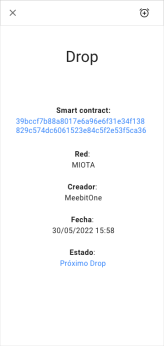 Drop
Smart contract:
39bccf7b88a8017e6a96e6f31e34f138
829c574dc6061523e84c5f2e53f5ca36
Red:
MIOTA
Creador:
MeebitOne
Fecha:
30/05/2022 15:58
Estado:
Próximo Drop